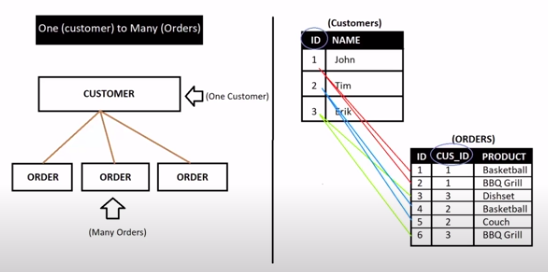 One (customer) to Many (Orders)
CUSTOMER
(One Customer)
ORDER ORDER ORDER
(Many Orders)
(Customers)
ID NAME
1 John
2 Tim
3 Erik
(ORDERS)
ID CUS_ID PRODUCT
1 1 Basketball
2 1 BBQ Grill
3 3 Dishset
4 2 Basketball
5 2 Couch
6 3 BBQ Grill